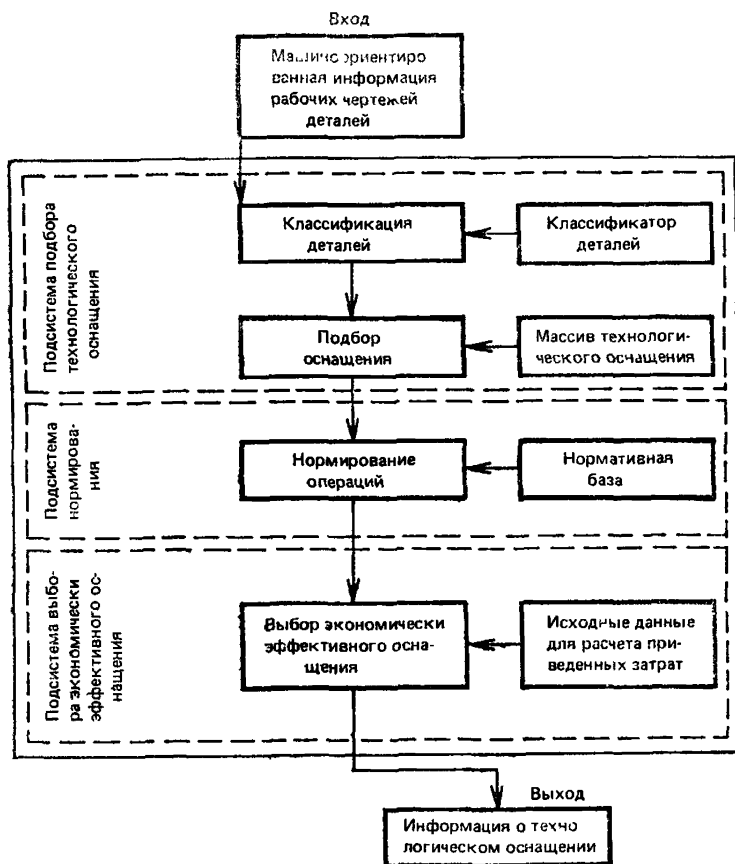 Вход
Машино ориентиро
ванная информация
рабочих чертежей
деталей
Подсистема подбора
технологического
оснащения
Классификация
деталей
Классификатор
деталей
Подбор
оснащения
Массив технологи-
ческого оснащения
Подсистема
нормирова-
ния
Нормирование
операций
Нормативная
база
Подсистема выбо-
ра экономически
эффективного ос-
нащения
Выбор экономически
эффективного осна-
щения
Исходные данные
для расчета при-
веденных затрат
Выход
Информация о техно
логическом оснащении